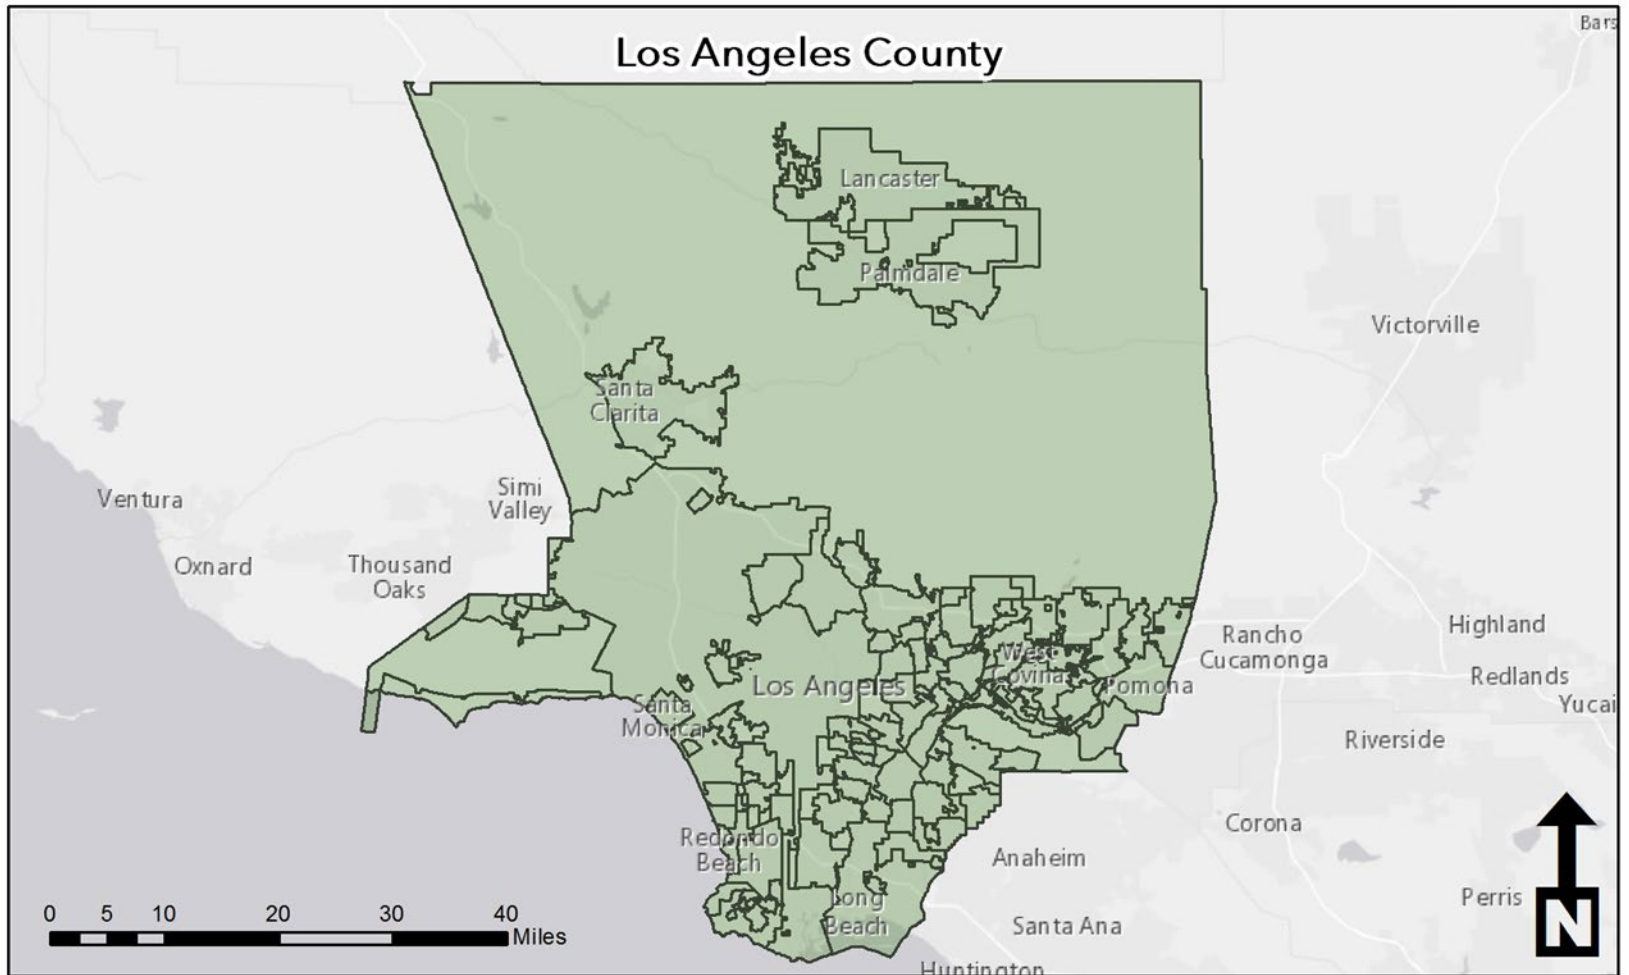 Bars
Los Angeles County
Lancaster
Palmdale
Victorville
Santa
Clarita
Simi
Valley
Ventura
Oxnard
Thousand
Oaks
Highland
Rancho
Cucamonga
West
Covina
Redlands
Pomona
Los Angeles
Yucai
Santa
Monica
Riverside
Corona
Redondo
Beach
Anaheim
Perris
Long
Beach
Santa Ana
0 5 10 20 30 40
Miles
N
Huntington